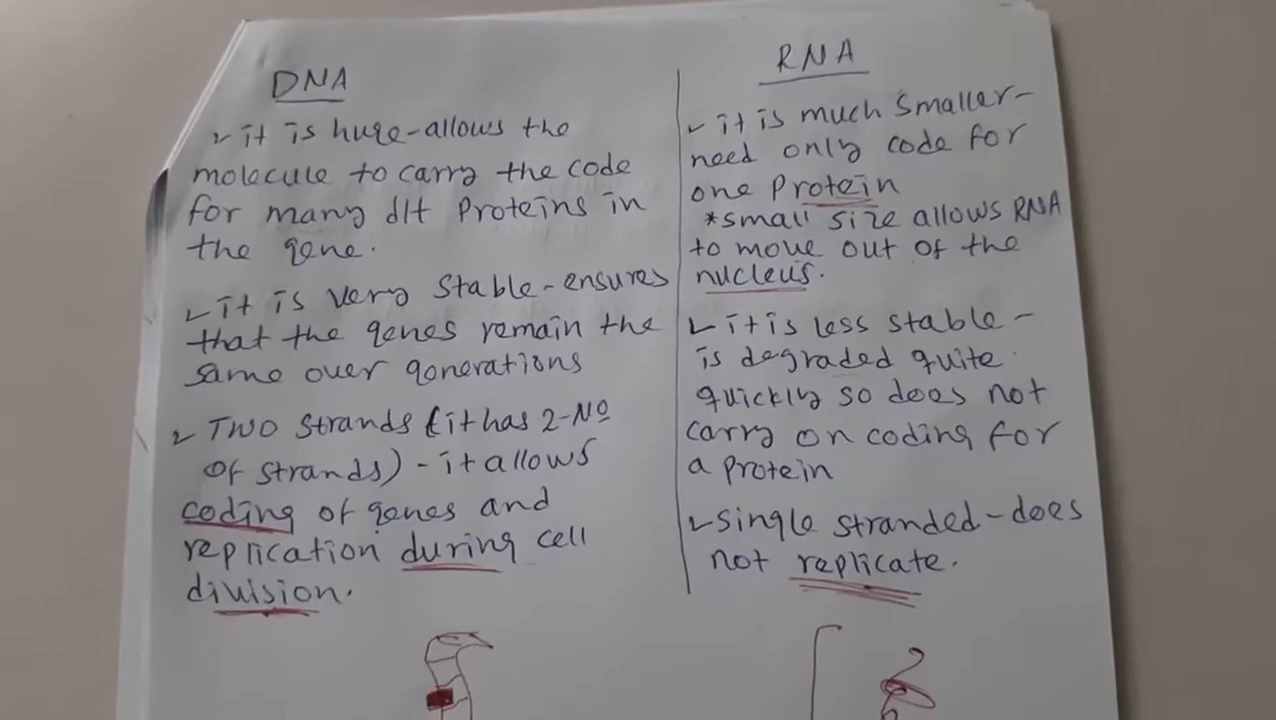 DNA
✓ it is huge-allows the
molecule to carry the code
for many d/t Proteins in
the gene.
✓ it is very stable-ensures
that the genes remain the
same over generations
✓ Two strands (it has 2-No
of strands) - it allows
coding of genes and
replication during cell
division.
RNA
✓ it is much smaller-
need only code for
one Protein
*small size allows RNA
to move out of the
nucleus.
✓ it is less stable-
is degraded quite
quickly so does not
carry on coding for
a protein
✓ single stranded-does
not replicate.